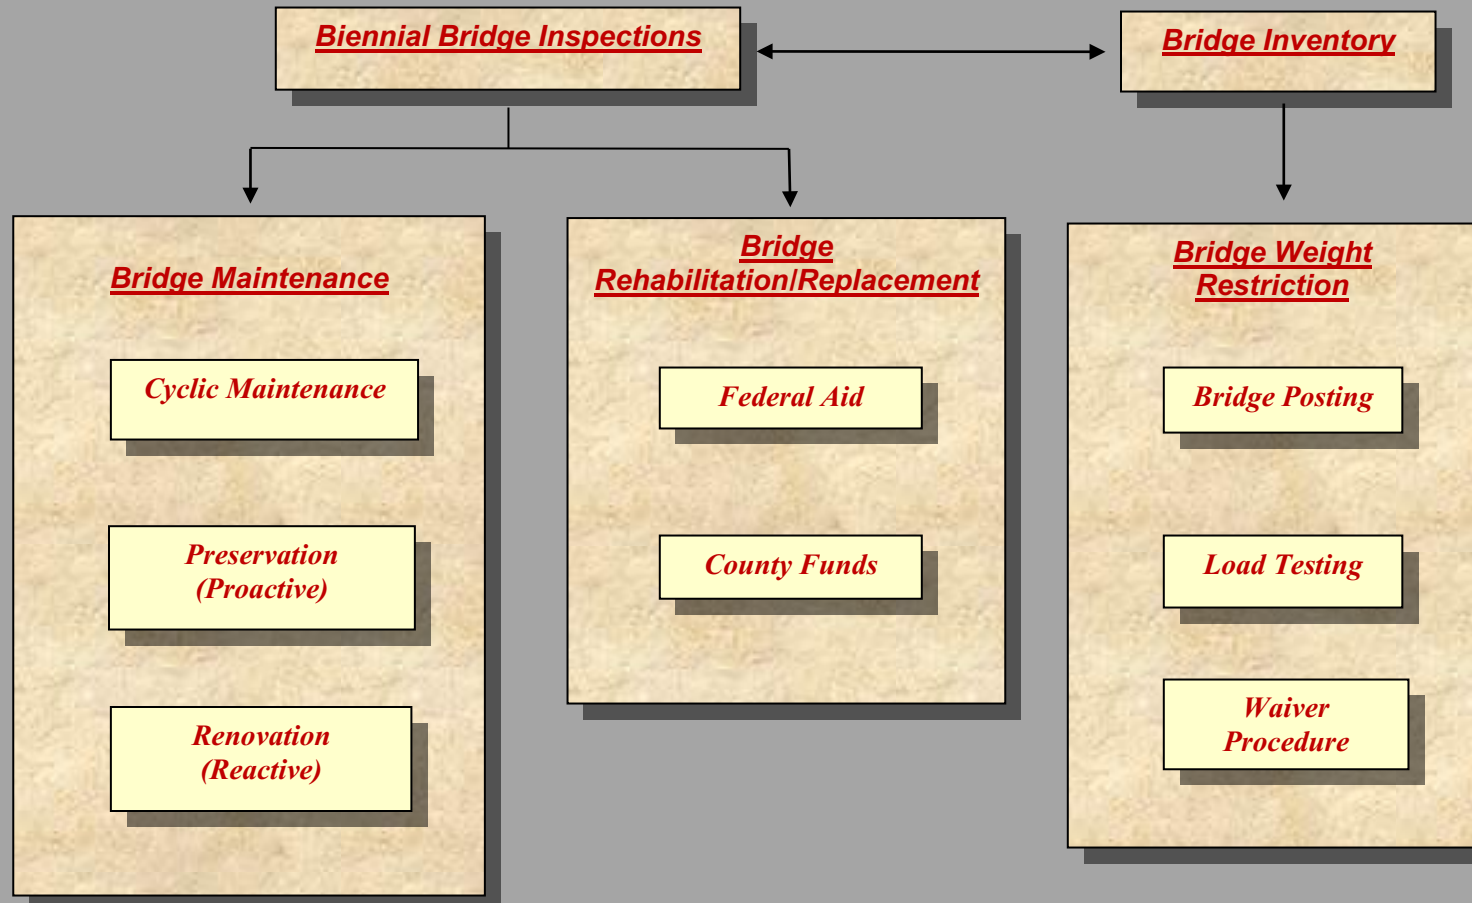 Biennial Bridge Inspections
Bridge Inventory
Bridge Maintenance
Cyclic Maintenance
Preservation
(Proactive)
Renovation
(Reactive)
Bridge
Rehabilitation/Replacement
Federal Aid
County Funds
Bridge Weight
Restriction
Bridge Posting
Load Testing
Waiver
Procedure